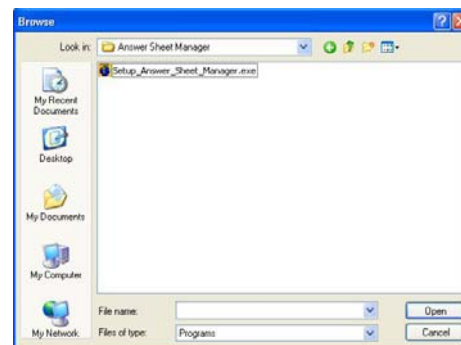 Browse
Look in: Answer Sheet Manager
Setup_Answer_Sheet_Manager.exe
My Recent
Documents
Desktop
My Documents
My Computer
My Network
File name: Open
Files of type: Programs Cancel